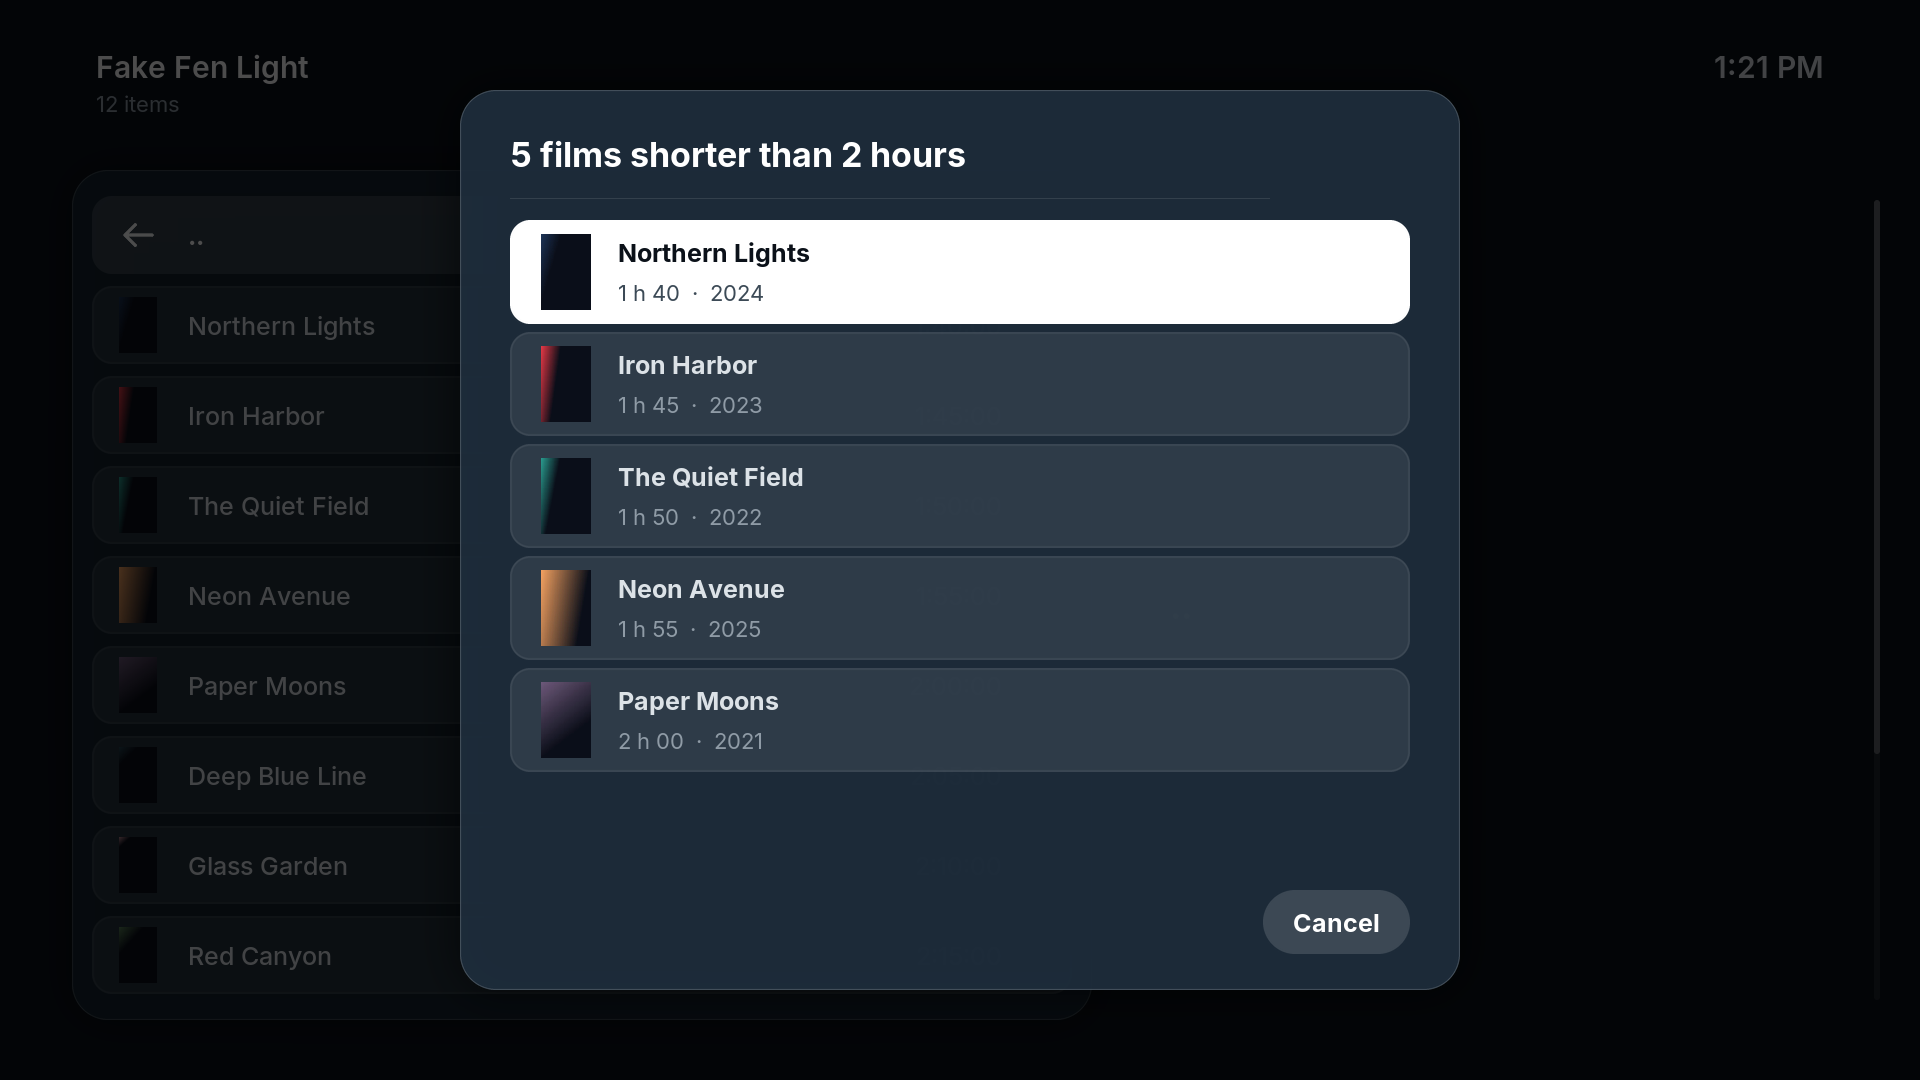 Fake Fen Light
12 items
1:21 PM
..
Northern Lights
Iron Harbor
The Quiet Field
Neon Avenue
Paper Moons
Deep Blue Line
Glass Garden
Red Canyon
5 films shorter than 2 hours
Northern Lights
1 h 40 · 2024
Iron Harbor
1 h 45 · 2023
The Quiet Field
1 h 50 · 2022
Neon Avenue
1 h 55 · 2025
Paper Moons
2 h 00 · 2021
Cancel